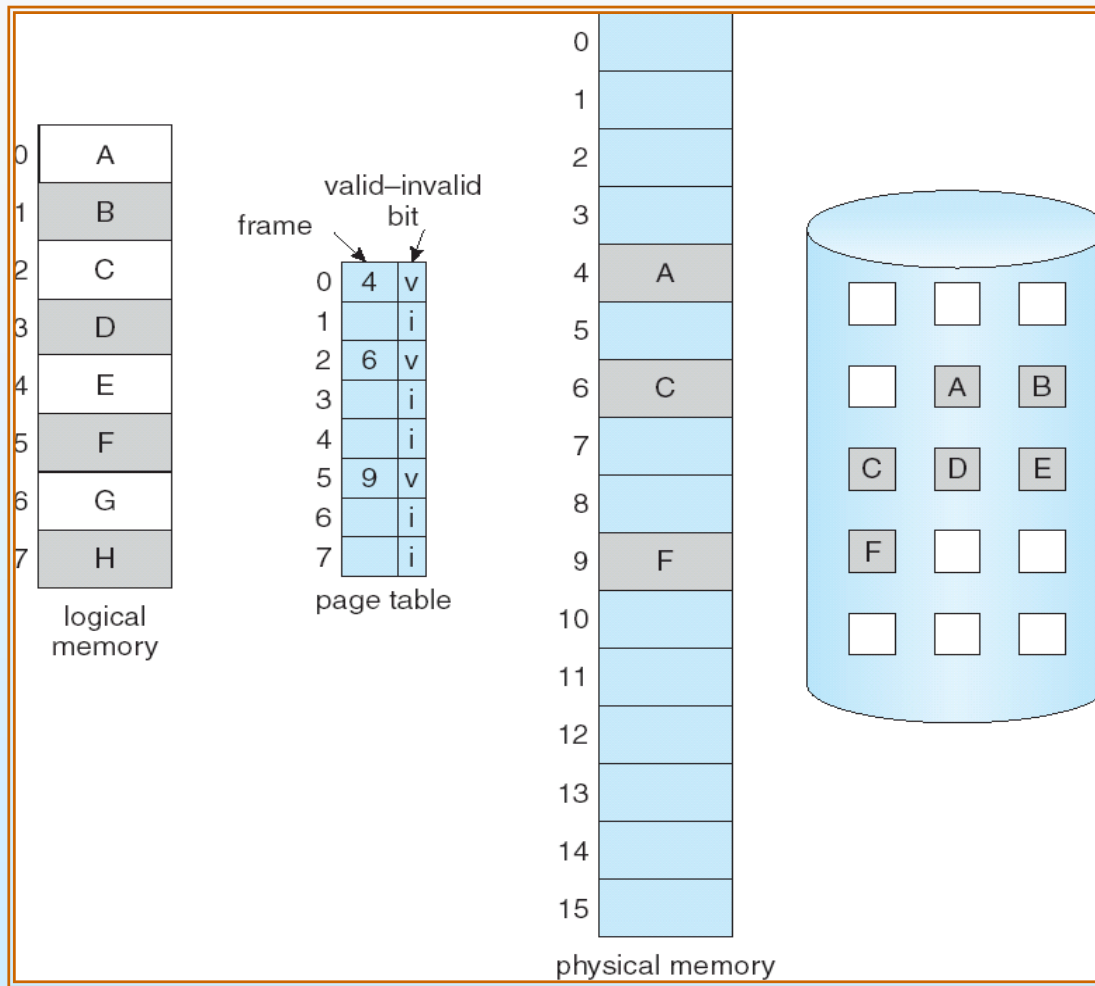 0 A
1 B
2 C
3 D
4 E
5 F
6 G
7 H
logical
memory
valid–invalid
bit
frame
0 4 v
1 i
2 6 v
3 i
4 i
5 9 v
6 i
7 i
page table
0
1
2
3
4 A
5
6 C
7
8
9 F
10
11
12
13
14
15
physical memory
A B
C D E
F